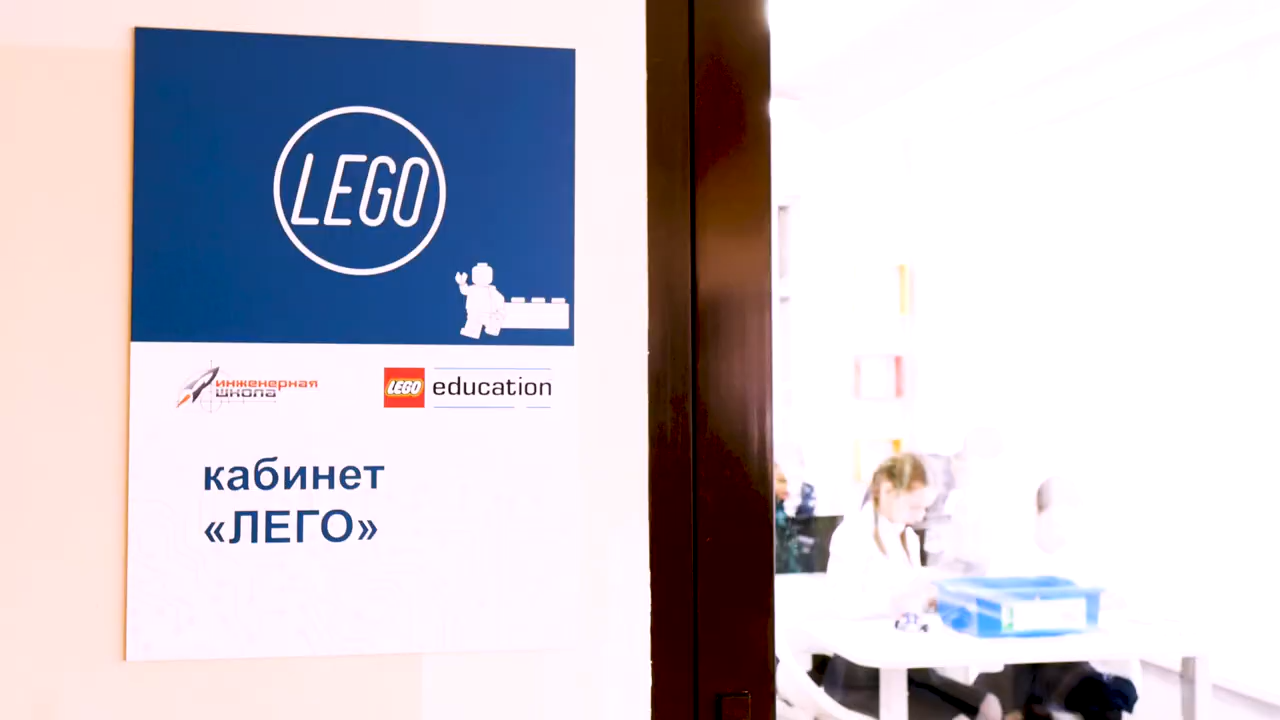 LEGO
инженерная
школа
LEGO education
кабинет
«ЛЕГО»